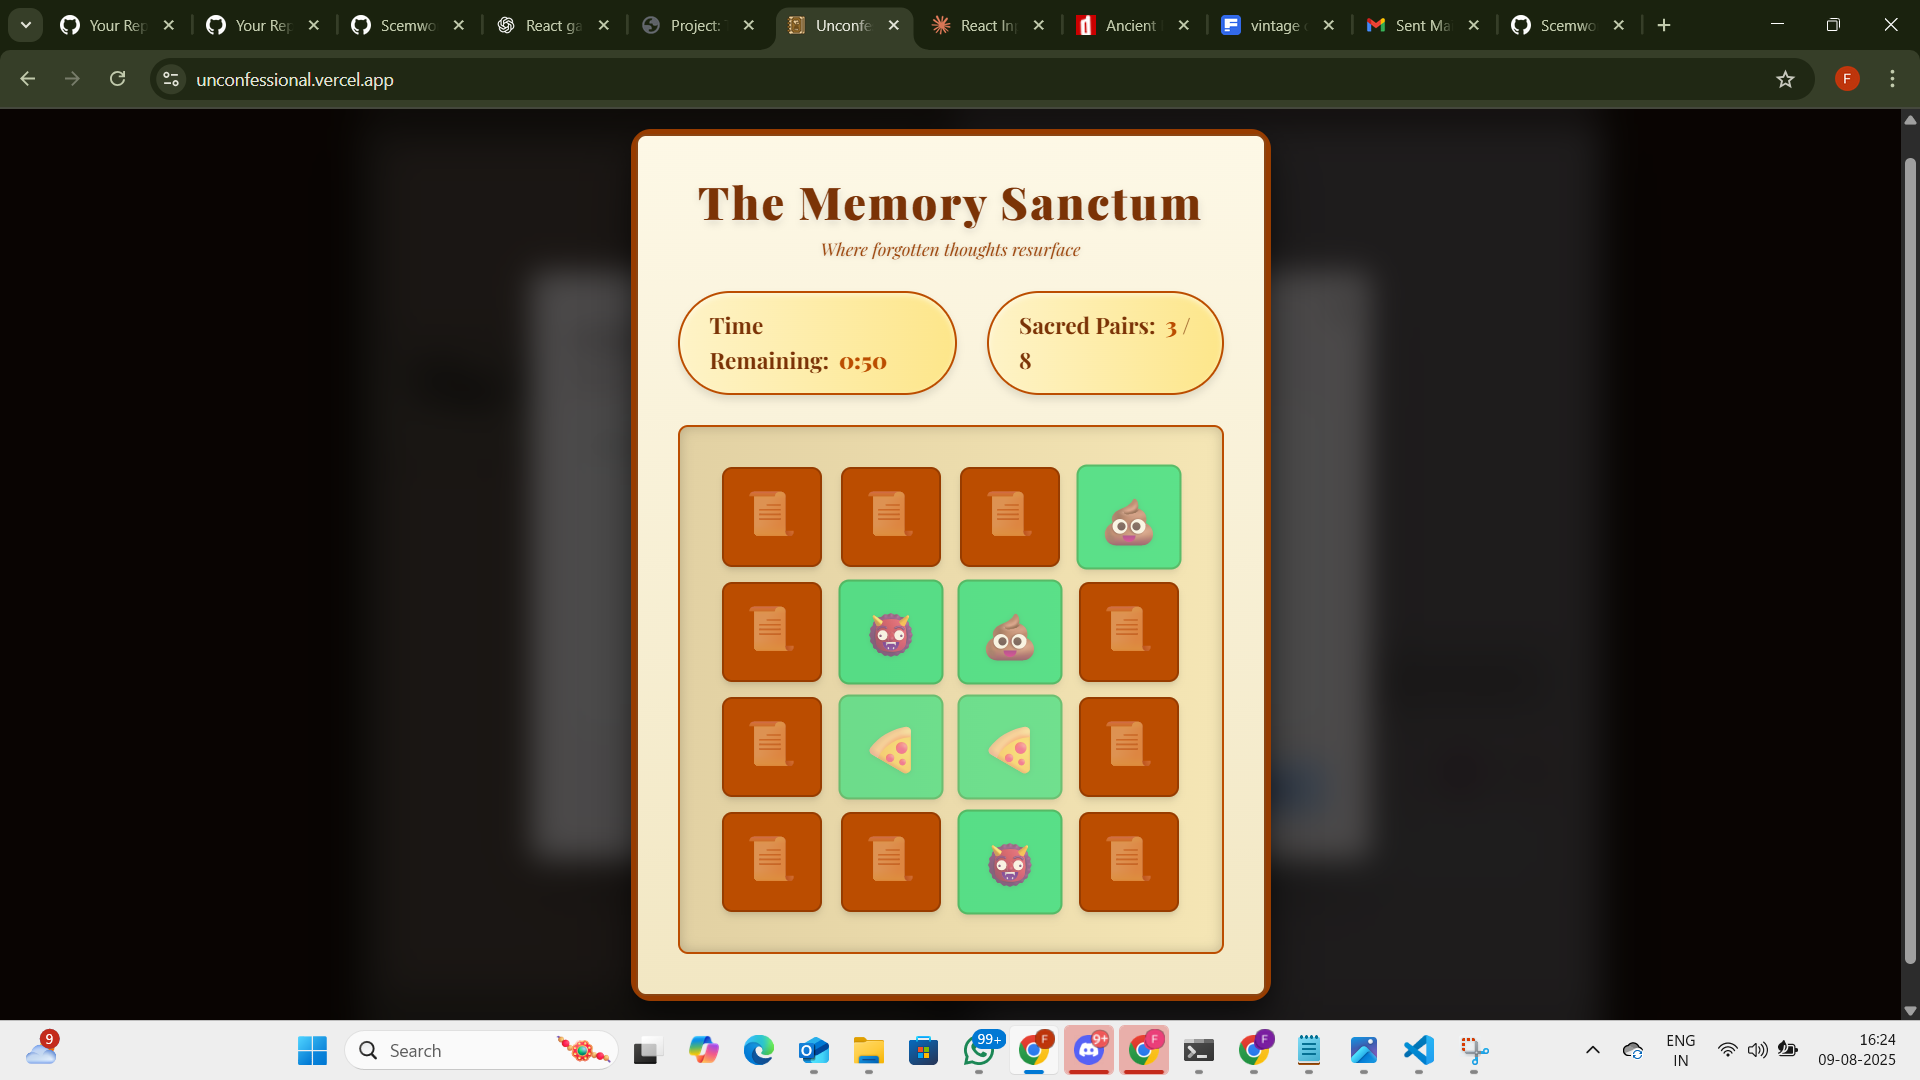 Your Rep
Your Rep
Scemwo
React ga
Project:
Unconfe
React Inp
Ancient
vintage
Sent Mai
Scemwo
unconfessional.vercel.app
F
The Memory Sanctum
Where forgotten thoughts resurface
Time
Remaining: 0:50
Sacred Pairs: 3 /
8
9
Search
99+
F
9+
F
F
ENG
IN
16:24
09-08-2025